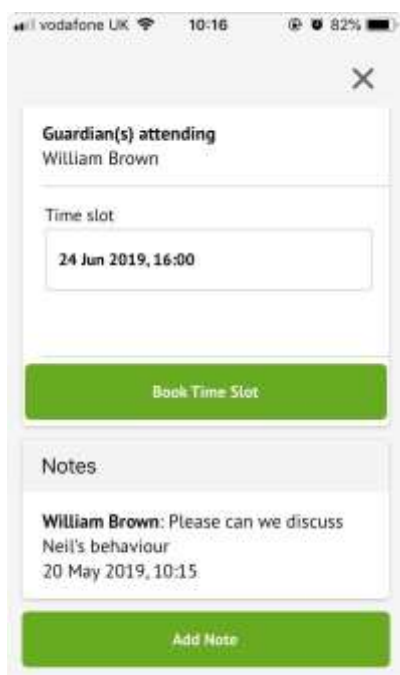 vodafone UK 10:16 82%
Guardian(s) attending
William Brown
Time slot
24 Jun 2019, 16:00
Book Time Slot
Notes
William Brown: Please can we discuss
Neil's behaviour
20 May 2019, 10:15
Add Note